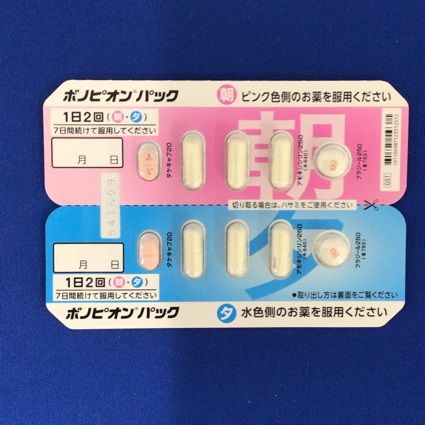 ボノピオン®パック
朝 ピンク色側のお薬を服用ください
1日2回(朝・夕)
7日間続けて服用してください
月 日
タケキャブ20
アモキシシリン250
フラジール250
(水763)
朝
切り取る場合は、ハサミをご使用ください
夕
月 日
タケキャブ20
アモキシシリン250
フラジール250
(水763)
1日2回(朝・夕)
7日間続けて服用してください
●取り出し方は裏面をご覧ください
ボノピオン®パック
夕 水色側のお薬を服用ください